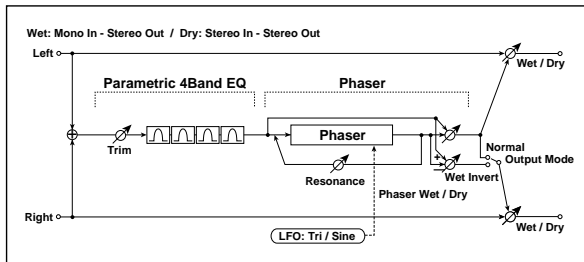 Wet: Mono In - Stereo Out / Dry: Stereo In - Stereo Out
Left
Wet / Dry
Parametric 4Band EQ
Phaser
Phaser
Trim
Resonance
+
Normal
Output Mode
Wet Invert
Phaser Wet / Dry
Right
LFO: Tri / Sine
Wet / Dry